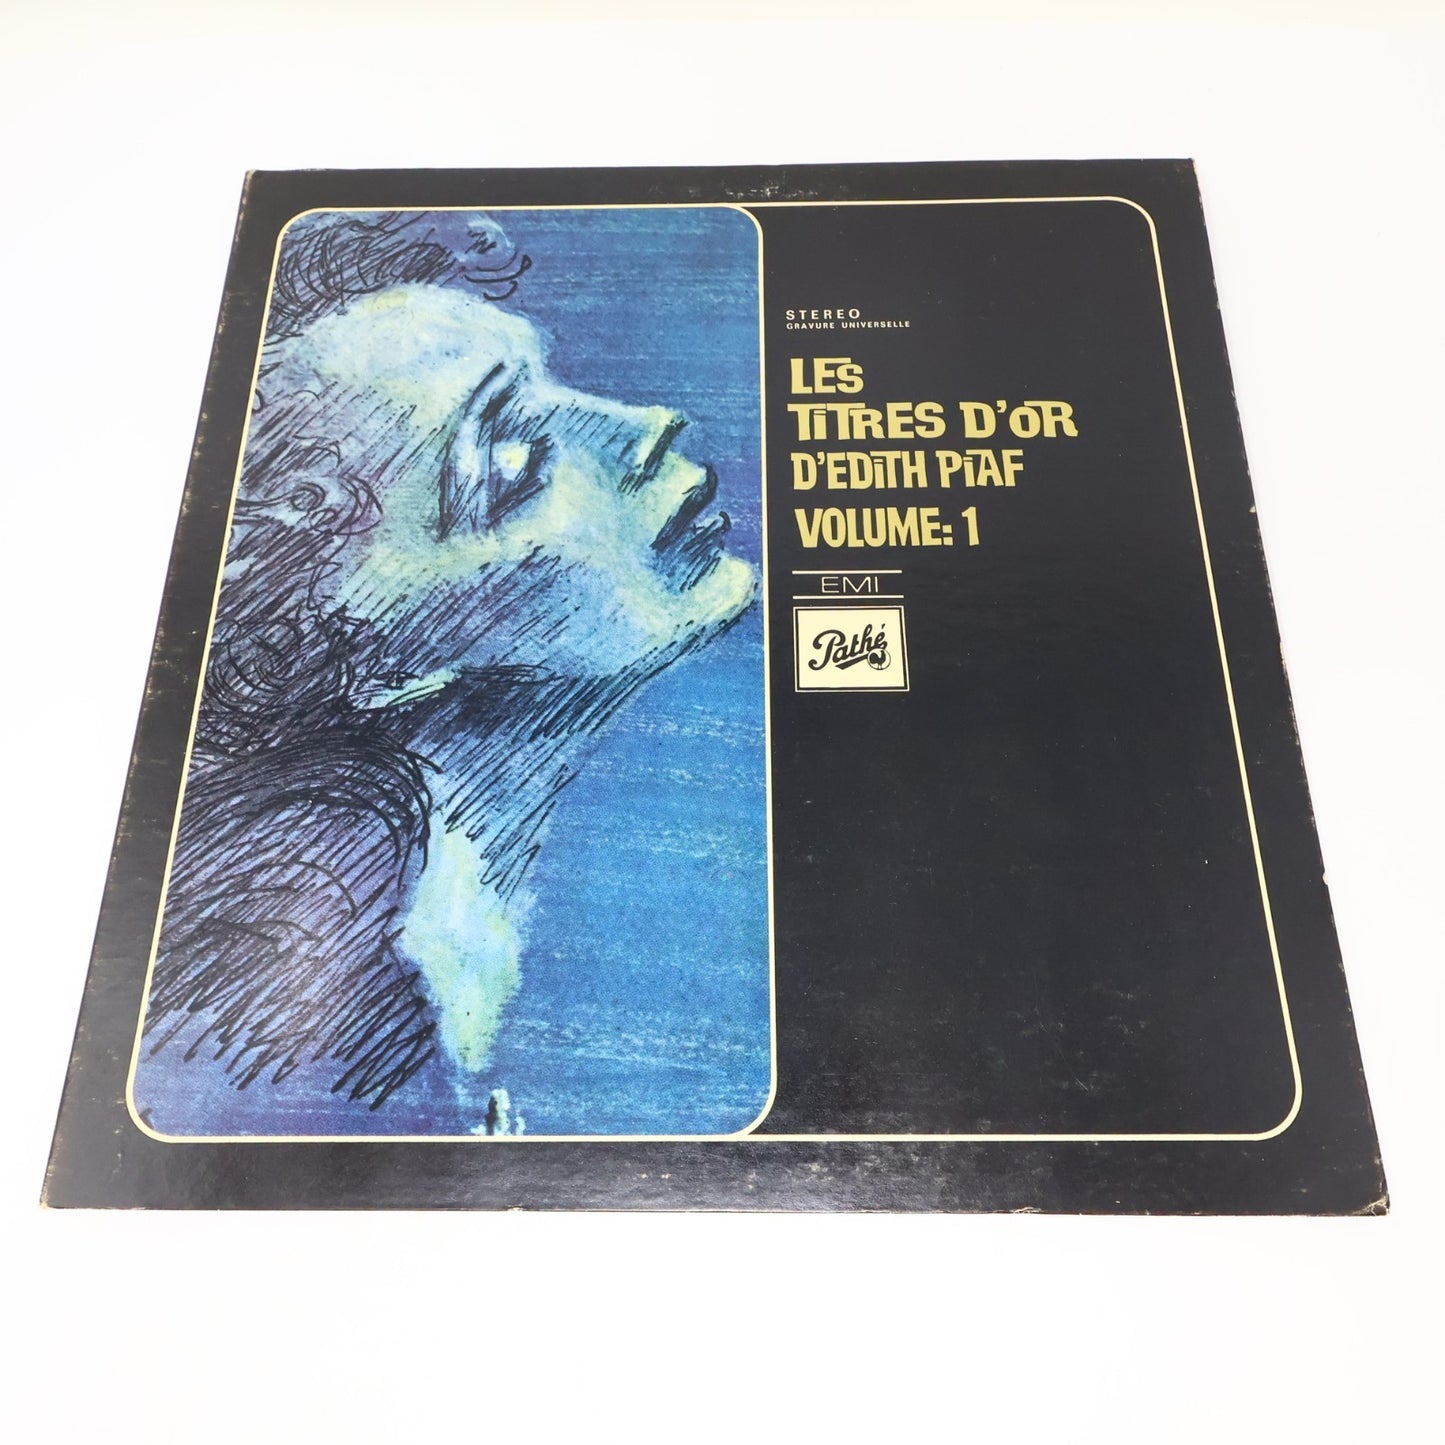 STEREO
GRAVURE UNIVERSELLE
LES
TITRES D'OR
D'EDITH PIAF
VOLUME: 1
EMI
Pathé